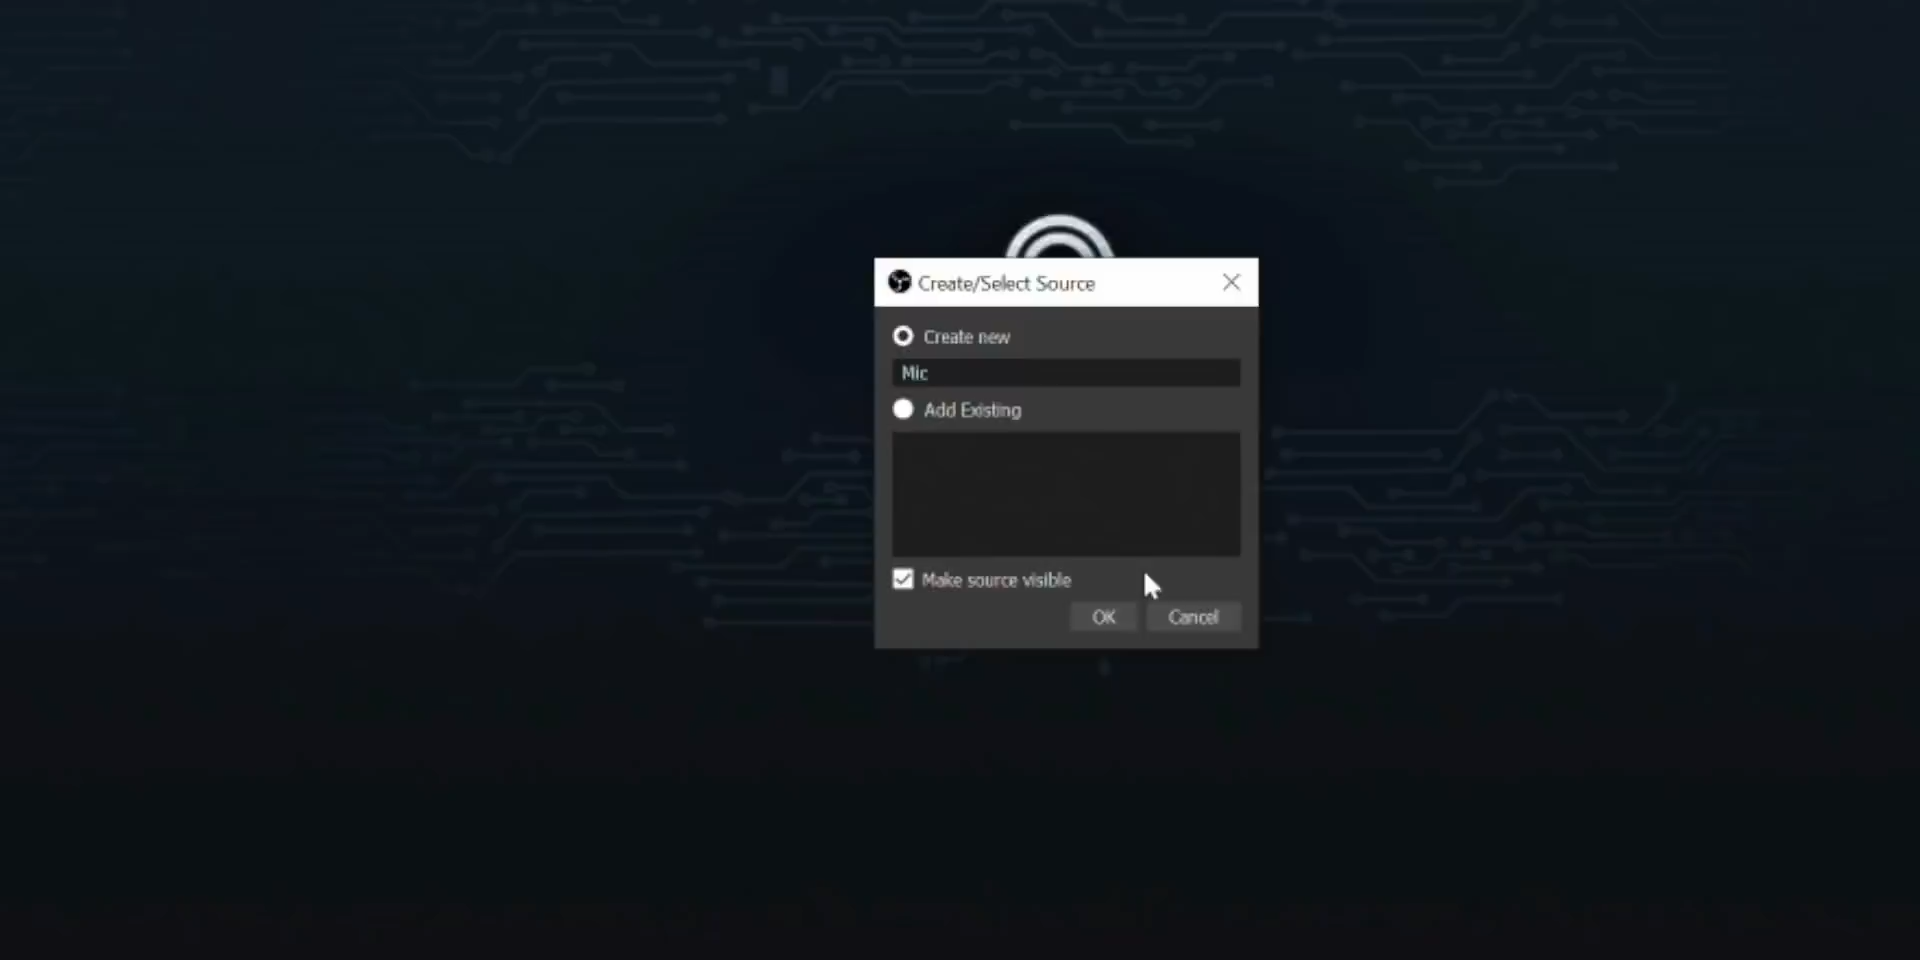 Create/Select Source
Create new
Mic
Add Existing
Make source visible
OK Cancel